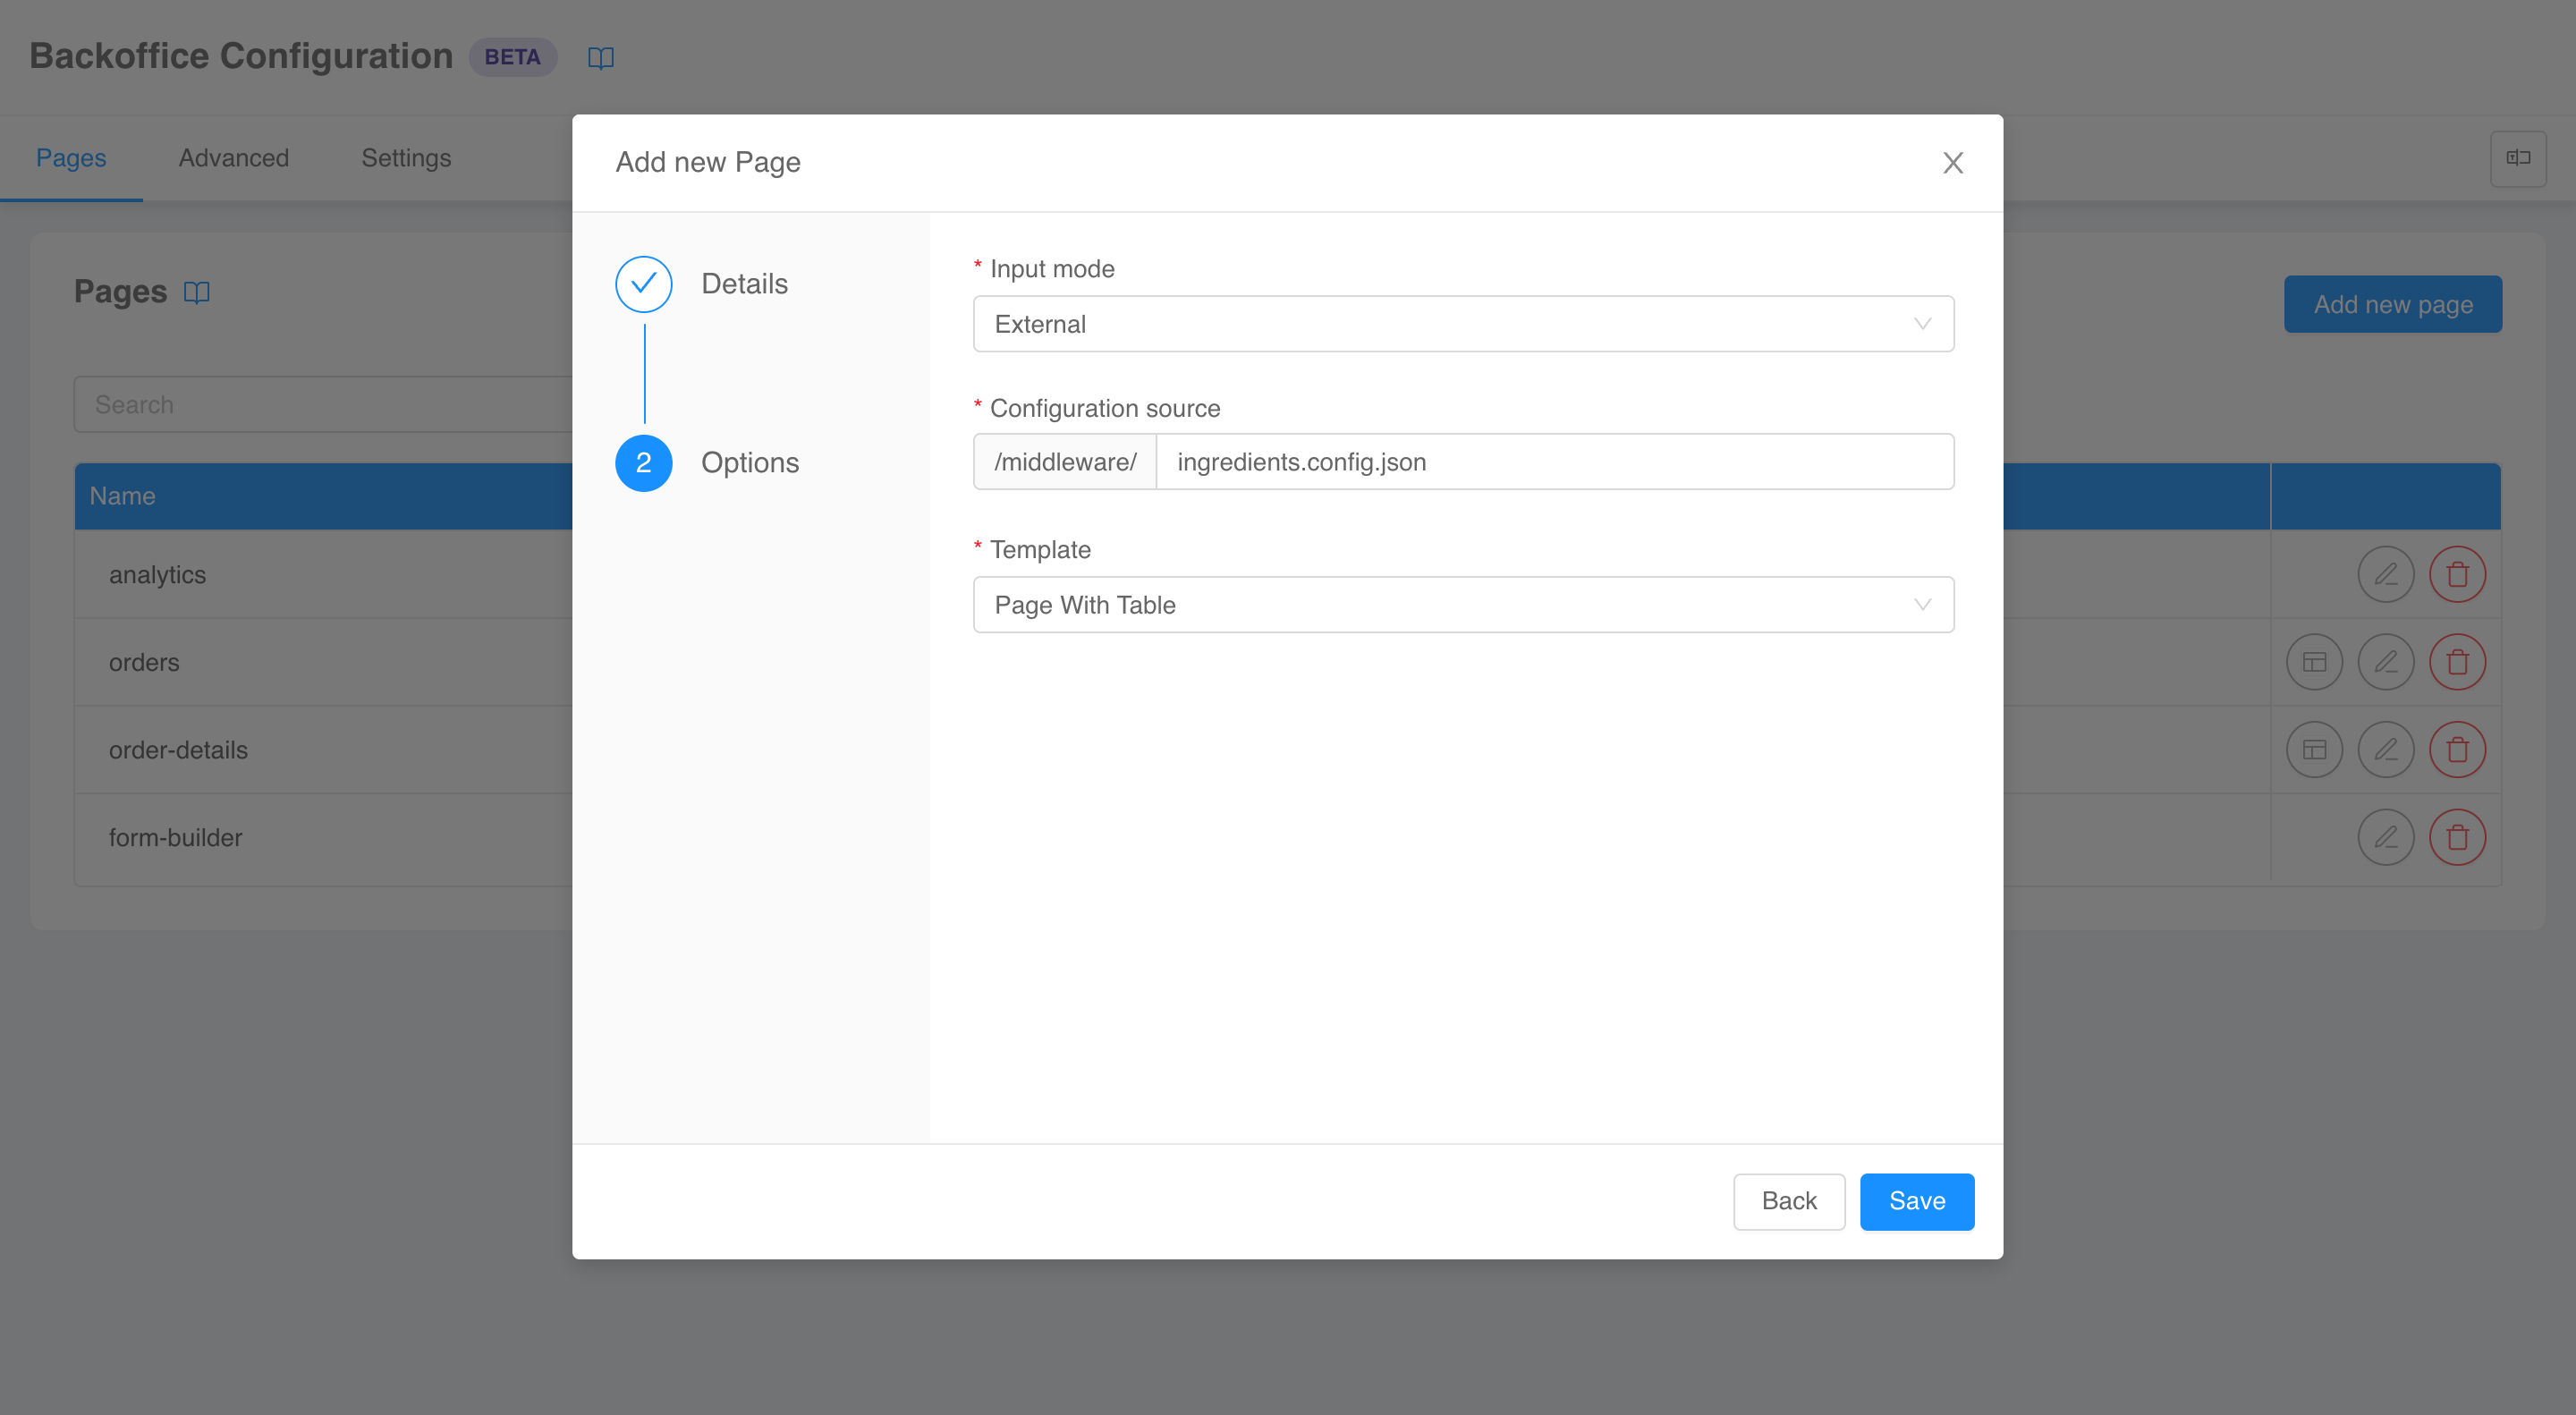 Backoffice Configuration BETA
Pages Advanced Settings
Pages
Add new page
Search
Name
analytics
orders
order-details
form-builder
Add new Page
Details
2 Options
* Input mode
External
* Configuration source
/middleware/ ingredients.config.json
* Template
Page With Table
Back Save